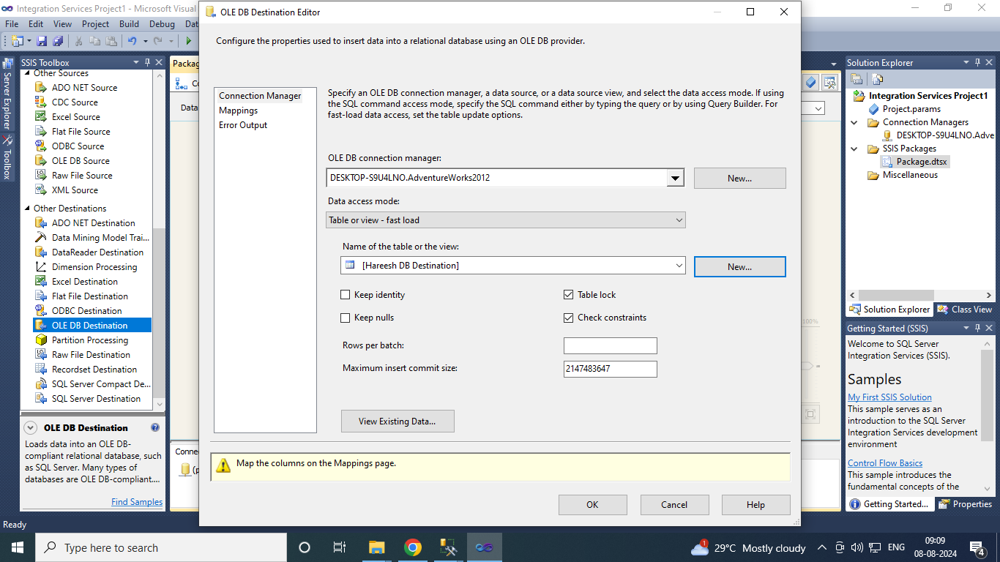 Integration Services Project1 - Microsoft Visual
File Edit View Project Build Debug Dat
SSIS Toolbox
Server Explorer
Toolbox
Other Sources
ADO NET Source
CDC Source
Excel Source
Flat File Source
ODBC Source
OLE DB Source
Raw File Source
XML Source
Other Destinations
ADO NET Destination
Data Mining Model Trai...
DataReader Destination
Dimension Processing
Excel Destination
Flat File Destination
ODBC Destination
OLE DB Destination
Partition Processing
Raw File Destination
Recordset Destination
SQL Server Compact De...
SQL Server Destination
OLE DB Destination
Loads data into an OLE DB-
compliant relational database, such
as SQL Server. Many types of
databases are OLE DB-compliant....
Find Samples
Packag
Co
Data
Conne
(p
100%
OLE DB Destination Editor
Configure the properties used to insert data into a relational database using an OLE DB provider.
Connection Manager
Mappings
Error Output
Specify an OLE DB connection manager, a data source, or a data source view, and select the data access mode. If using
the SQL command access mode, specify the SQL command either by typing the query or by using Query Builder. For
fast-load data access, set the table update options.
OLE DB connection manager:
DESKTOP-S9U4LNO.AdventureWorks2012
New...
Data access mode:
Table or view - fast load
Name of the table or the view:
[Hareesh DB Destination]
New...
Keep identity
Table lock
Keep nulls
Check constraints
Rows per batch:
Maximum insert commit size:
2147483647
View Existing Data...
Map the columns on the Mappings page.
OK
Cancel
Help
Solution Explorer
Integration Services Project1
Project.params
Connection Managers
DESKTOP-S9U4LNO.Adve
SSIS Packages
Package.dtsx
Miscellaneous
Solution Explorer
Class View
Getting Started (SSIS)
Welcome to SQL Server
Integration Services (SSIS).
Samples
My First SSIS Solution
This sample serves as an
introduction to the SQL Server
Integration Services development
environment
Control Flow Basics
This sample introduces the
fundamental concepts of the
Getting Started...
Properties
Ready
Type here to search
1
29°C Mostly cloudy
ENG
09:09
08-08-2024
4